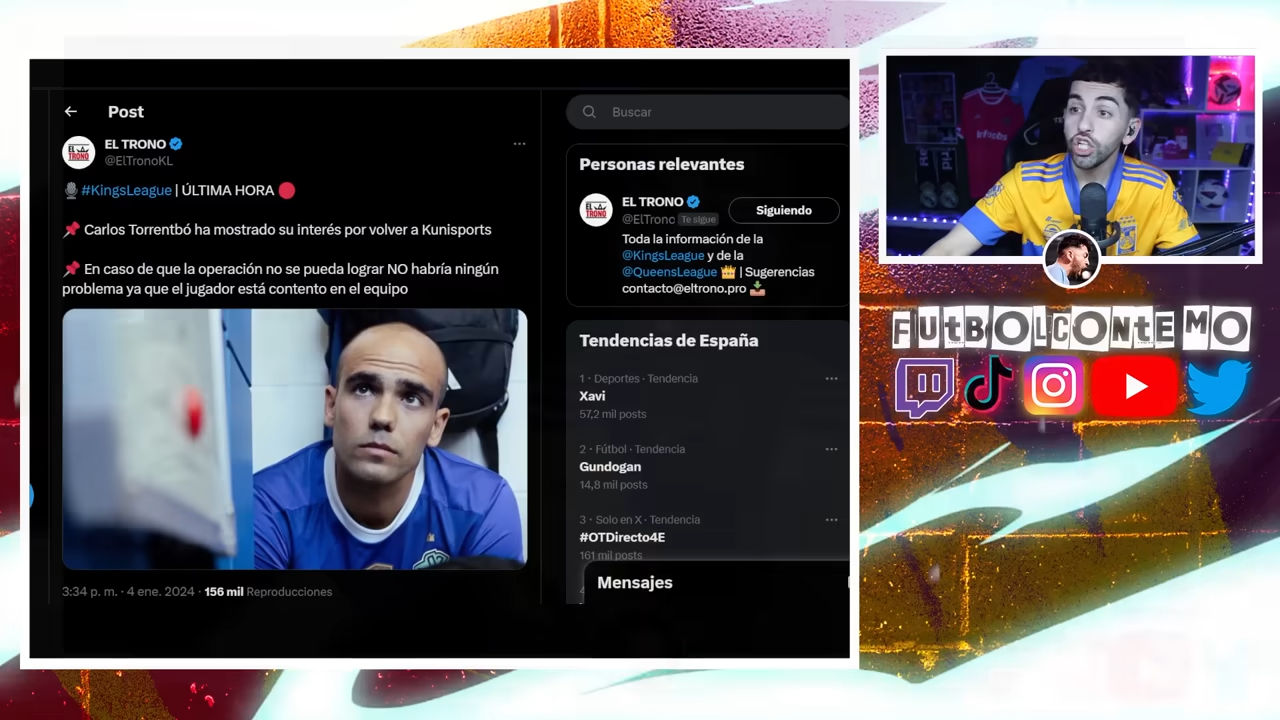 Post
EL TRONO
@ElTronoKL
#KingsLeague | ÚLTIMA HORA
Carlos Torrentbó ha mostrado su interés por volver a Kunisports
En caso de que la operación no se pueda lograr NO habría ningún
problema ya que el jugador está contento en el equipo
3:34 p. m. · 4 ene. 2024 · 156 mil Reproducciones
Buscar
Personas relevantes
EL TRONO
@ElTronc Te sigue
Siguiendo
Toda la información de la
@KingsLeague y de la
@QueensLeague | Sugerencias
contacto@eltrono.pro
Tendencias de España
1 · Deportes · Tendencia
Xavi
57,2 mil posts
2 · Fútbol · Tendencia
Gundogan
14,8 mil posts
3 · Solo en X · Tendencia
#OTDirecto4E
161 mil posts
Mensajes
FUtBOLCONtEMO